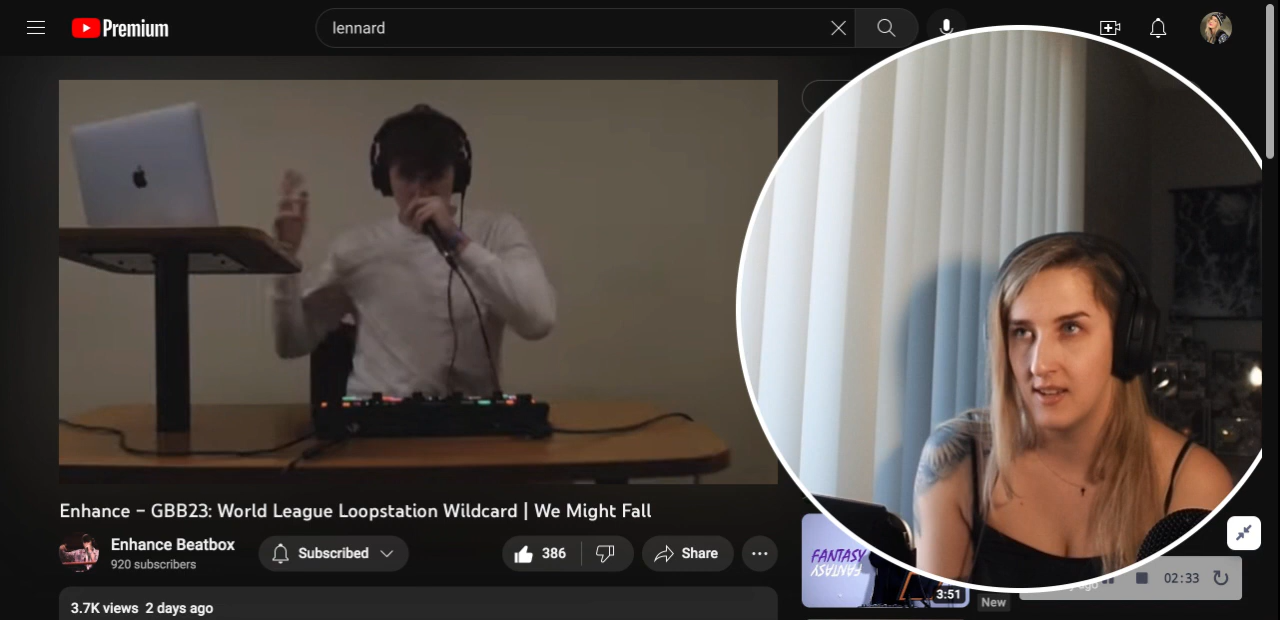 Premium
lennard
Enhance – GBB23: World League Loopstation Wildcard | We Might Fall
Enhance Beatbox
920 subscribers
Subscribed
386
Share
3.7K views 2 days ago
FANTASY
3:51
New
ago
02:33